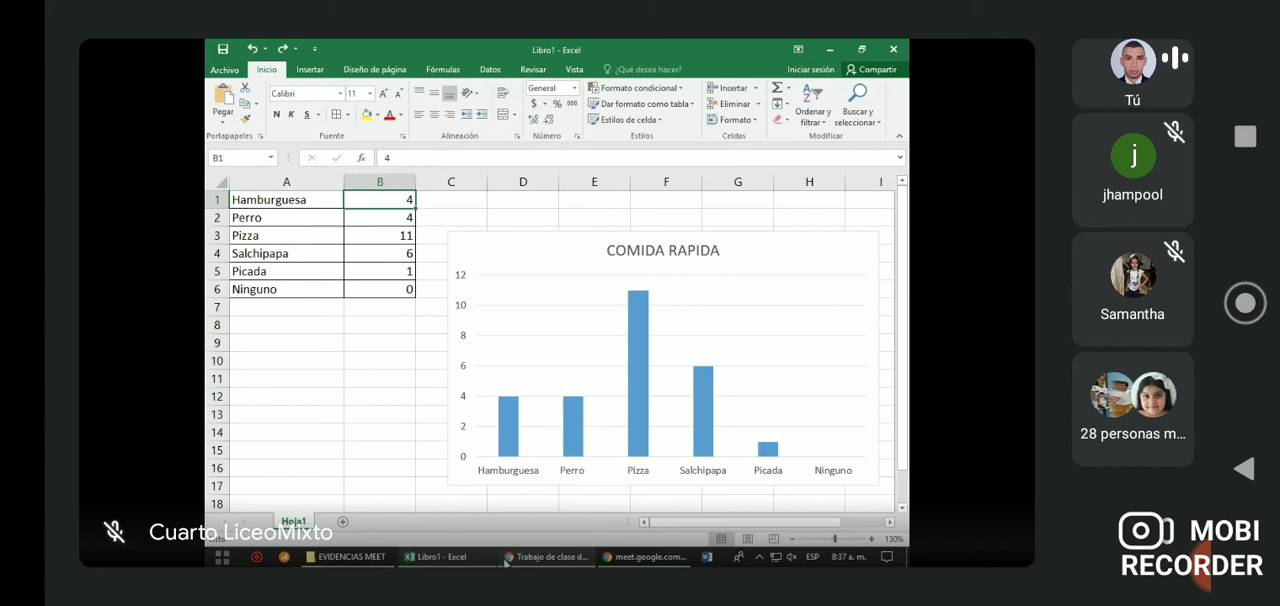 Libro1 - Excel
Archivo Inicio Insertar Diseño de página Fórmulas Datos Revisar Vista ¿Qué desea hacer? Iniciar sesión Compartir
Pegar
Calibri 11
N K S
General
$ % 000
Formato condicional
Dar formato como tabla
Estilos de celda
Insertar
Eliminar
Formato
Ordenar y filtrar
Buscar y seleccionar
Portapapeles Fuente Alineación Número Estilos Celdas Modificar
B1 fx 4
A B C D E F G H I
1 Hamburguesa 4
2 Perro 4
3 Pizza 11
4 Salchipapa 6
5 Picada 1
6 Ninguno 0
7
8
9
10
11
12
13
14
15
16
17
18
COMIDA RAPIDA
12
10
8
6
4
2
0
Hamburguesa Perro Pizza Salchipapa Picada Ninguno
Hoja1
Cuarto LiceoMixto
130%
EVIDENCIAS MEET Libro1 - Excel Trabajo de clase d... meet.google.com... ESP 8:37 a. m.
Tú
j
jhampool
Samantha
28 personas m...
MOBI
RECORDER